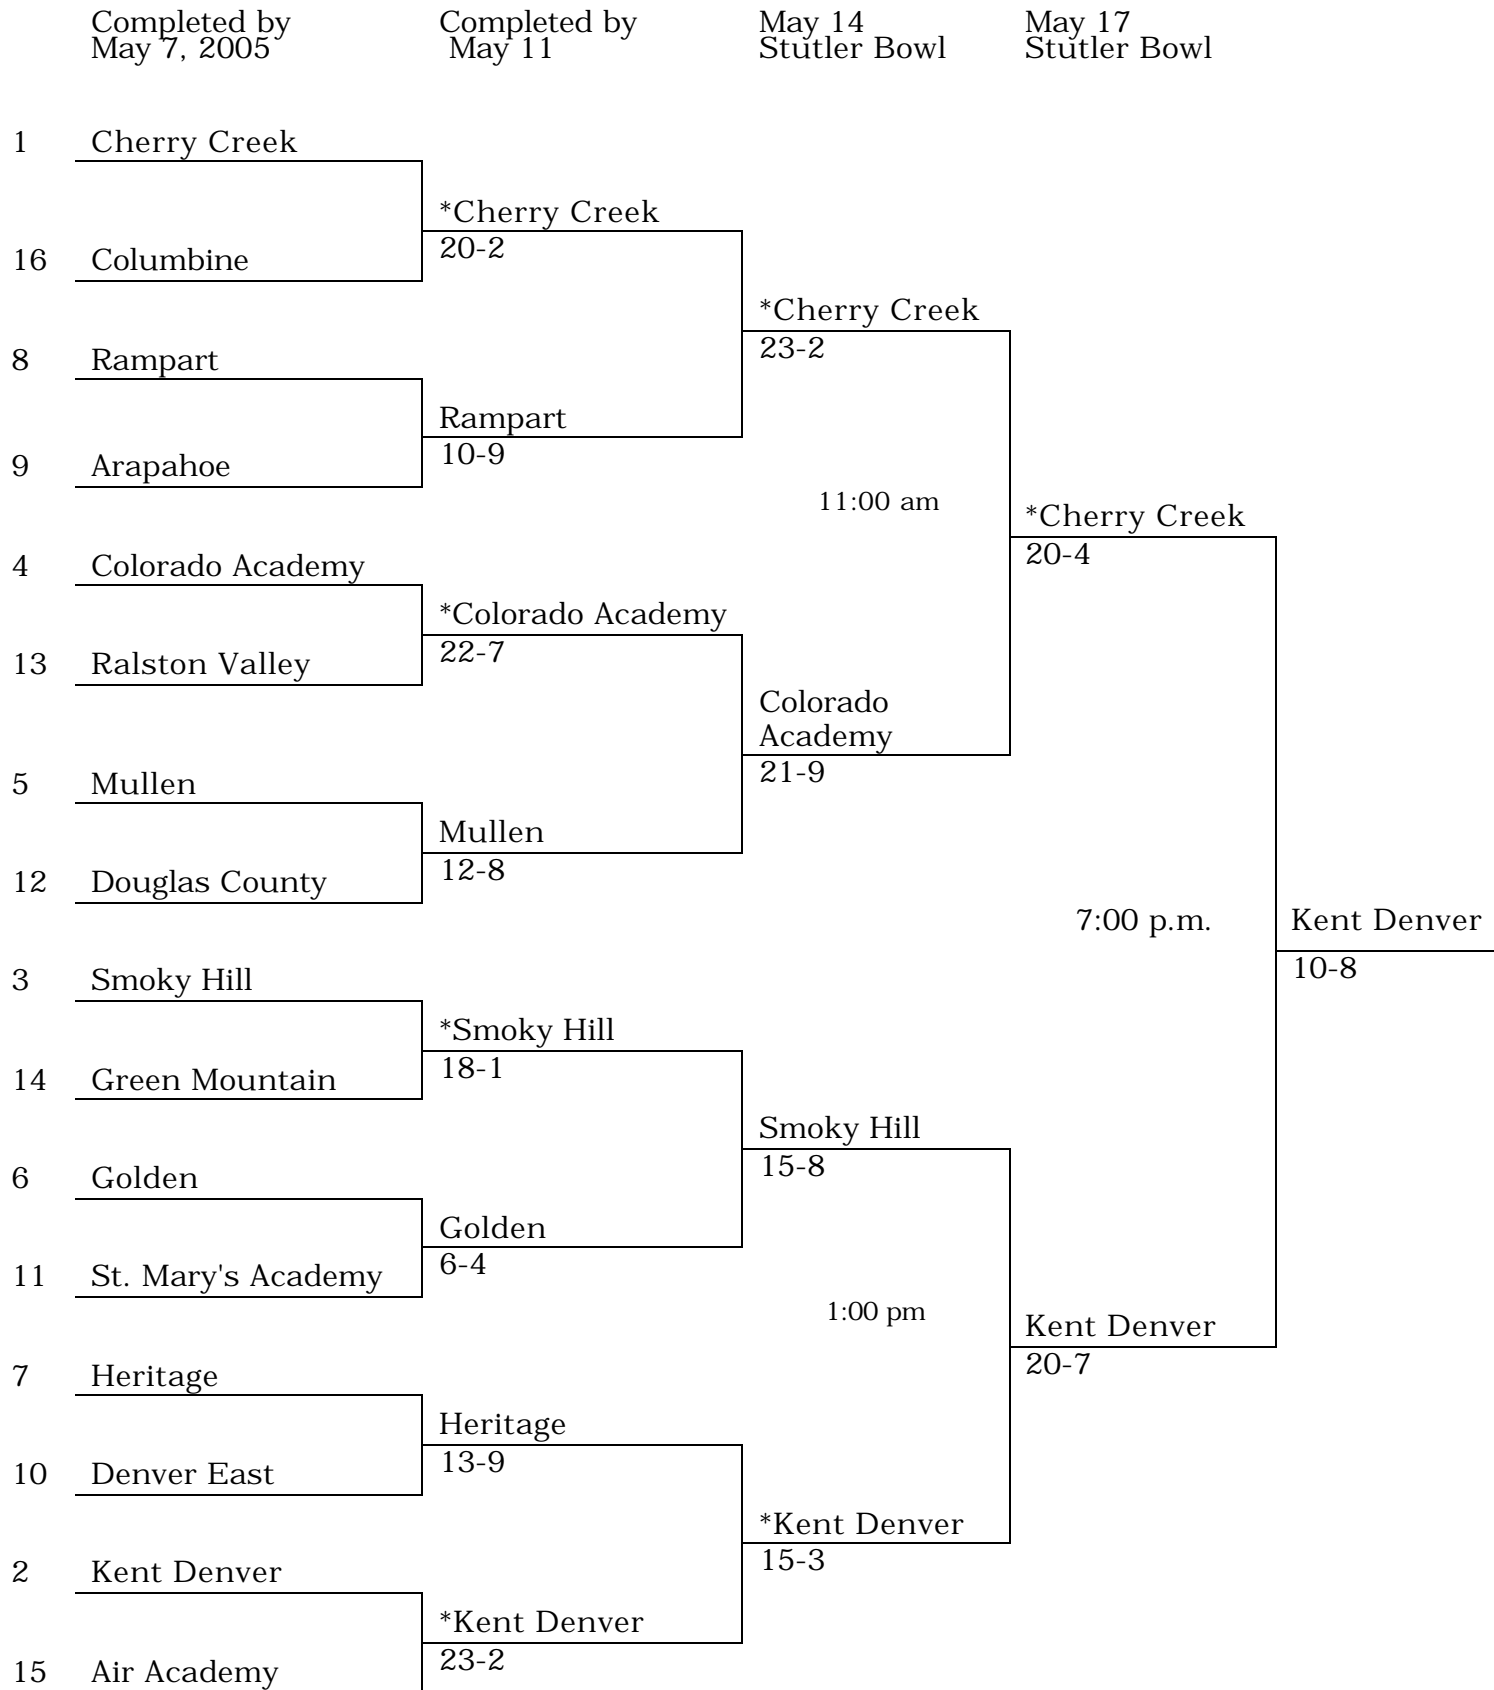 Completed by
May 7, 2005
Completed by
May 11
May 14
Stutler Bowl
May 17
Stutler Bowl
1 Cherry Creek
*Cherry Creek
20-2
16 Columbine
*Cherry Creek
23-2
8 Rampart
Rampart
10-9
9 Arapahoe
11:00 am
*Cherry Creek
20-4
4 Colorado Academy
*Colorado Academy
22-7
13 Ralston Valley
Colorado
Academy
21-9
5 Mullen
Mullen
12-8
12 Douglas County
7:00 p.m.
Kent Denver
10-8
3 Smoky Hill
*Smoky Hill
18-1
14 Green Mountain
Smoky Hill
15-8
6 Golden
Golden
6-4
11 St. Mary's Academy
1:00 pm
Kent Denver
20-7
7 Heritage
Heritage
13-9
10 Denver East
*Kent Denver
15-3
2 Kent Denver
*Kent Denver
23-2
15 Air Academy